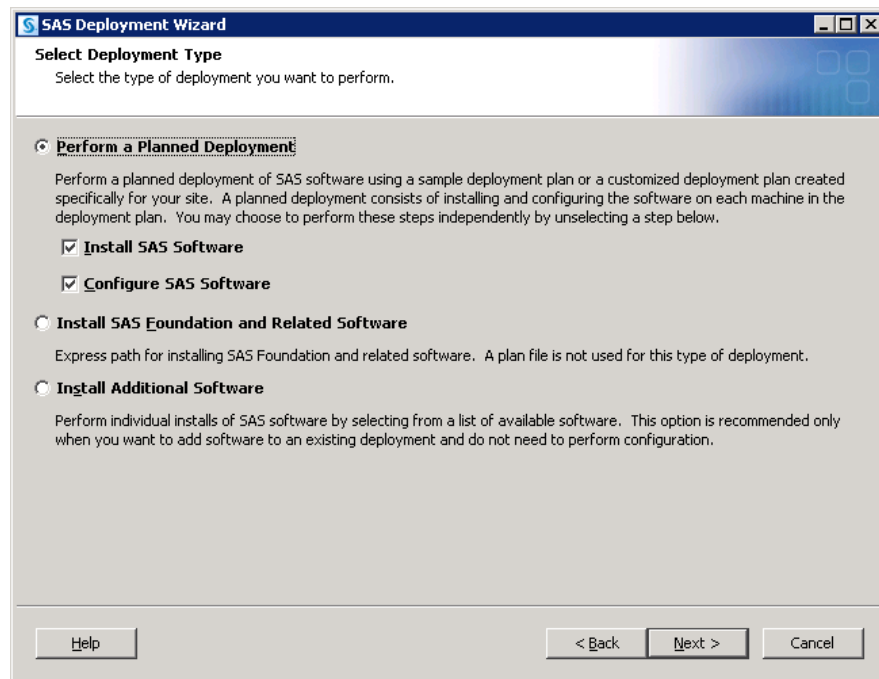 SAS Deployment Wizard
Select Deployment Type
Select the type of deployment you want to perform.
Perform a Planned Deployment
Perform a planned deployment of SAS software using a sample deployment plan or a customized deployment plan created
specifically for your site.  A planned deployment consists of installing and configuring the software on each machine in the
deployment plan.  You may choose to perform these steps independently by unselecting a step below.
Install SAS Software
Configure SAS Software
Install SAS Foundation and Related Software
Express path for installing SAS Foundation and related software.  A plan file is not used for this type of deployment.
Install Additional Software
Perform individual installs of SAS software by selecting from a list of available software.  This option is recommended only
when you want to add software to an existing deployment and do not need to perform configuration.
Help
< Back
Next >
Cancel